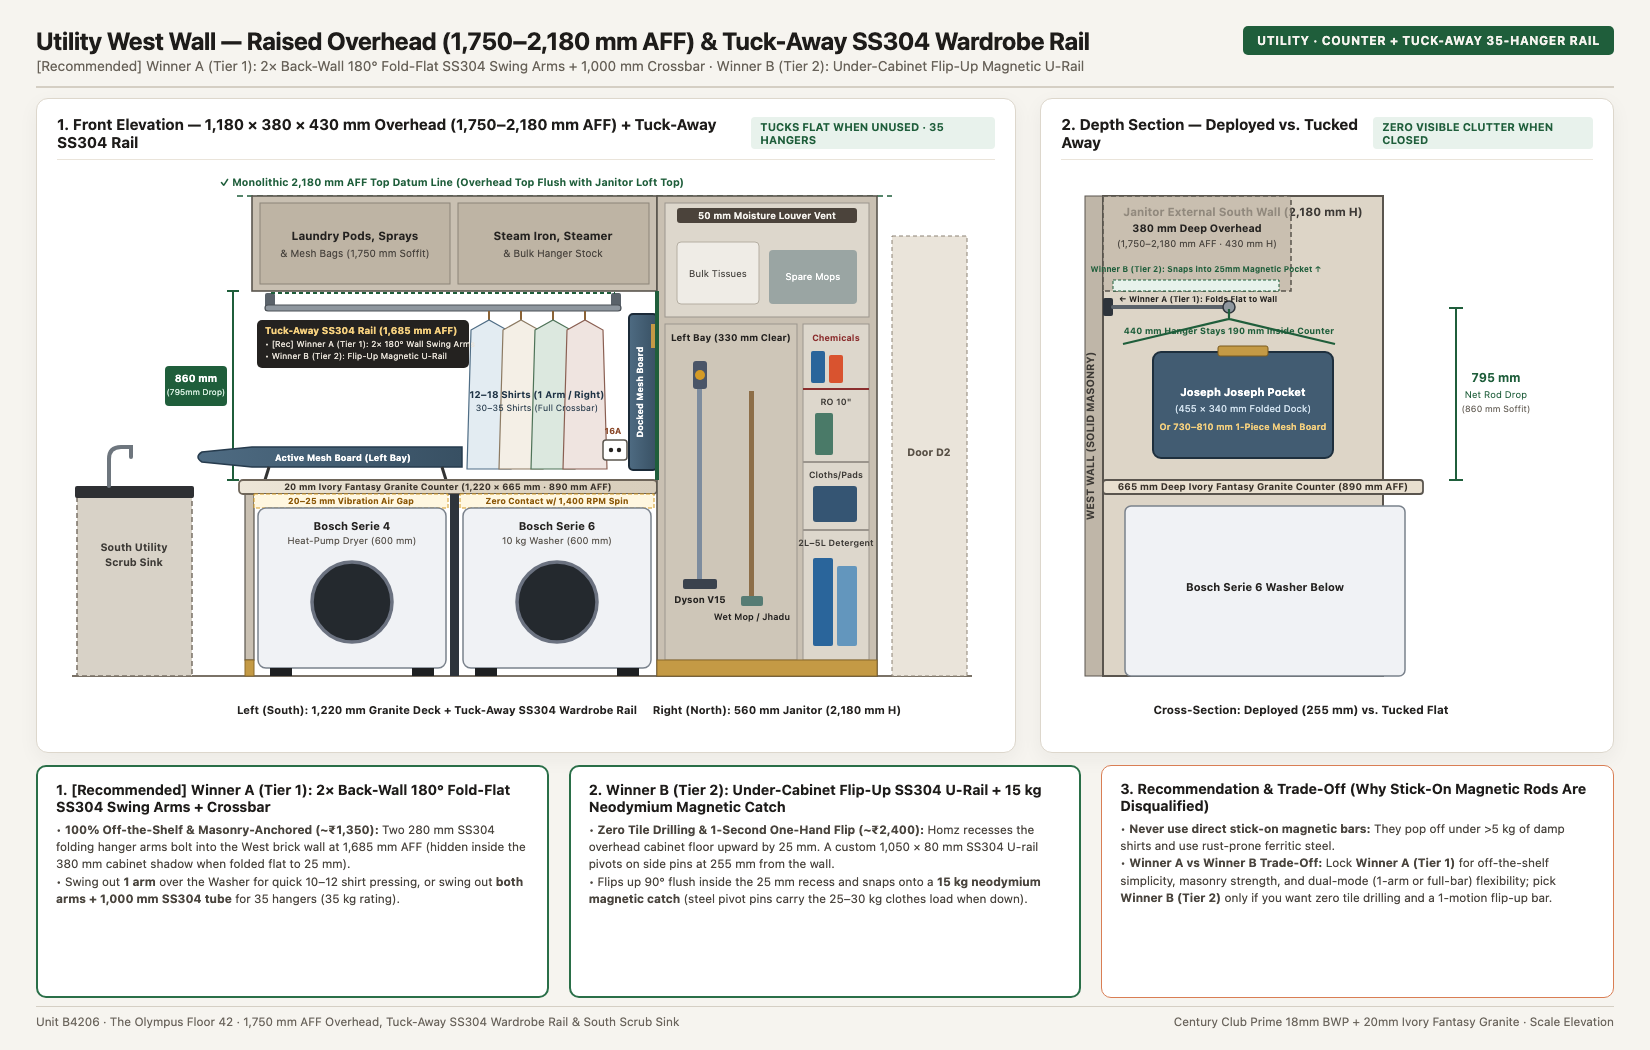 Utility West Wall — Raised Overhead (1,750–2,180 mm AFF) & Tuck-Away SS304 Wardrobe Rail
[Recommended] Winner A (Tier 1): 2× Back-Wall 180° Fold-Flat SS304 Swing Arms + 1,000 mm Crossbar · Winner B (Tier 2): Under-Cabinet Flip-Up Magnetic U-Rail
UTILITY · COUNTER + TUCK-AWAY 35-HANGER RAIL
1. Front Elevation — 1,180 × 380 × 430 mm Overhead (1,750–2,180 mm AFF) + Tuck-Away
SS304 Rail
TUCKS FLAT WHEN UNUSED · 35
HANGERS
✓ Monolithic 2,180 mm AFF Top Datum Line (Overhead Top Flush with Janitor Loft Top)
Laundry Pods, Sprays
& Mesh Bags (1,750 mm Soffit)
Steam Iron, Steamer
& Bulk Hanger Stock
50 mm Moisture Louver Vent
Bulk Tissues
Spare Mops
Tuck-Away SS304 Rail (1,685 mm AFF)
• [Rec] Winner A (Tier 1): 2× 180° Wall Swing Arm
• Winner B (Tier 2): Flip-Up Magnetic U-Rail
860 mm
(795mm Drop)
12–18 Shirts (1 Arm / Right)
30–35 Shirts (Full Crossbar)
16A
Docked Mesh Board
Left Bay (330 mm Clear)
Chemicals
RO 10"
Cloths/Pads
2L–5L Detergent
Dyson V15
Wet Mop / Jhadu
Door D2
Active Mesh Board (Left Bay)
20 mm Ivory Fantasy Granite Counter (1,220 × 665 mm · 890 mm AFF)
20–25 mm Vibration Air Gap
Zero Contact w/ 1,400 RPM Spin
Bosch Serie 4
Heat-Pump Dryer (600 mm)
Bosch Serie 6
10 kg Washer (600 mm)
South Utility
Scrub Sink
Left (South): 1,220 mm Granite Deck + Tuck-Away SS304 Wardrobe Rail
Right (North): 560 mm Janitor (2,180 mm H)
2. Depth Section — Deployed vs. Tucked
Away
ZERO VISIBLE CLUTTER WHEN
CLOSED
Janitor External South Wall (2,180 mm H)
380 mm Deep Overhead
(1,750–2,180 mm AFF · 430 mm H)
Winner B (Tier 2): Snaps Into 25mm Magnetic Pocket ↑
← Winner A (Tier 1): Folds Flat to Wall
440 mm Hanger Stays 190 mm Inside Counter
Joseph Joseph Pocket
(455 × 340 mm Folded Dock)
Or 730–810 mm 1-Piece Mesh Board
WEST WALL (SOLID MASONRY)
795 mm
Net Rod Drop
(860 mm Soffit)
665 mm Deep Ivory Fantasy Granite Counter (890 mm AFF)
Bosch Serie 6 Washer Below
Cross-Section: Deployed (255 mm) vs. Tucked Flat
1. [Recommended] Winner A (Tier 1): 2× Back-Wall 180° Fold-Flat
SS304 Swing Arms + Crossbar
• 100% Off-the-Shelf & Masonry-Anchored (~₹1,350): Two 280 mm SS304
folding hanger arms bolt into the West brick wall at 1,685 mm AFF (hidden inside the
380 mm cabinet shadow when folded flat to 25 mm).
• Swing out 1 arm over the Washer for quick 10–12 shirt pressing, or swing out both
arms + 1,000 mm SS304 tube for 35 hangers (35 kg rating).
2. Winner B (Tier 2): Under-Cabinet Flip-Up SS304 U-Rail + 15 kg
Neodymium Magnetic Catch
• Zero Tile Drilling & 1-Second One-Hand Flip (~₹2,400): Homz recesses the
overhead cabinet floor upward by 25 mm. A custom 1,050 × 80 mm SS304 U-rail
pivots on side pins at 255 mm from the wall.
• Flips up 90° flush inside the 25 mm recess and snaps onto a 15 kg neodymium
magnetic catch (steel pivot pins carry the 25–30 kg clothes load when down).
3. Recommendation & Trade-Off (Why Stick-On Magnetic Rods Are
Disqualified)
• Never use direct stick-on magnetic bars: They pop off under >5 kg of damp
shirts and use rust-prone ferritic steel.
• Winner A vs Winner B Trade-Off: Lock Winner A (Tier 1) for off-the-shelf
simplicity, masonry strength, and dual-mode (1-arm or full-bar) flexibility; pick
Winner B (Tier 2) only if you want zero tile drilling and a 1-motion flip-up bar.
Unit B4206 · The Olympus Floor 42 · 1,750 mm AFF Overhead, Tuck-Away SS304 Wardrobe Rail & South Scrub Sink
Century Club Prime 18mm BWP + 20mm Ivory Fantasy Granite · Scale Elevation